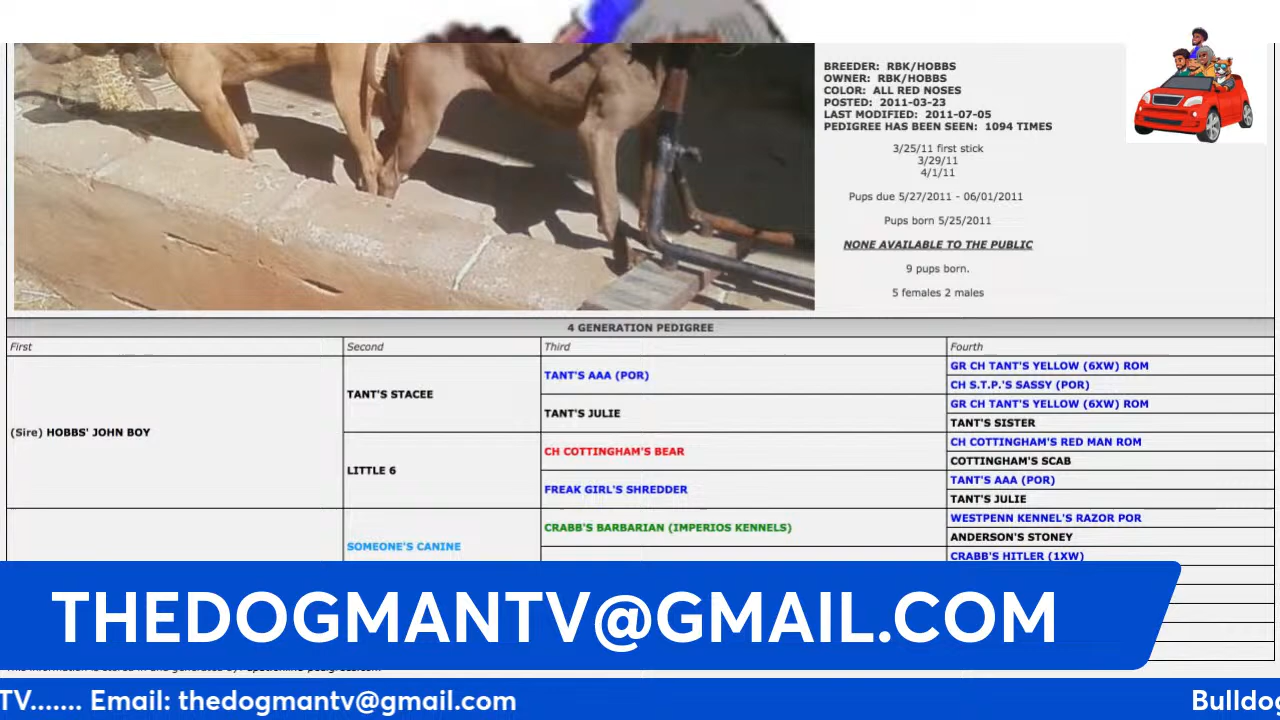 BREEDER: RBK/HOBBS
OWNER: RBK/HOBBS
COLOR: ALL RED NOSES
POSTED: 2011-03-23
LAST MODIFIED: 2011-07-05
PEDIGREE HAS BEEN SEEN: 1094 TIMES
3/25/11 first stick
3/29/11
4/1/11
Pups due 5/27/2011 - 06/01/2011
Pups born 5/25/2011
NONE AVAILABLE TO THE PUBLIC
9 pups born.
5 females 2 males
4 GENERATION PEDIGREE
First Second Third Fourth
(Sire) HOBBS' JOHN BOY
TANT'S STACEE
TANT'S AAA (POR)
GR CH TANT'S YELLOW (6XW) ROM
CH S.T.P.'S SASSY (POR)
TANT'S JULIE
GR CH TANT'S YELLOW (6XW) ROM
TANT'S SISTER
LITTLE 6
CH COTTINGHAM'S BEAR
CH COTTINGHAM'S RED MAN ROM
COTTINGHAM'S SCAB
FREAK GIRL'S SHREDDER
TANT'S AAA (POR)
TANT'S JULIE
SOMEONE'S CANINE
CRABB'S BARBARIAN (IMPERIOS KENNELS)
WESTPENN KENNEL'S RAZOR POR
ANDERSON'S STONEY
CRABB'S HITLER (1XW)
THEDOGMANTV@GMAIL.COM
TV....... Email: thedogmantv@gmail.com
Bulldog